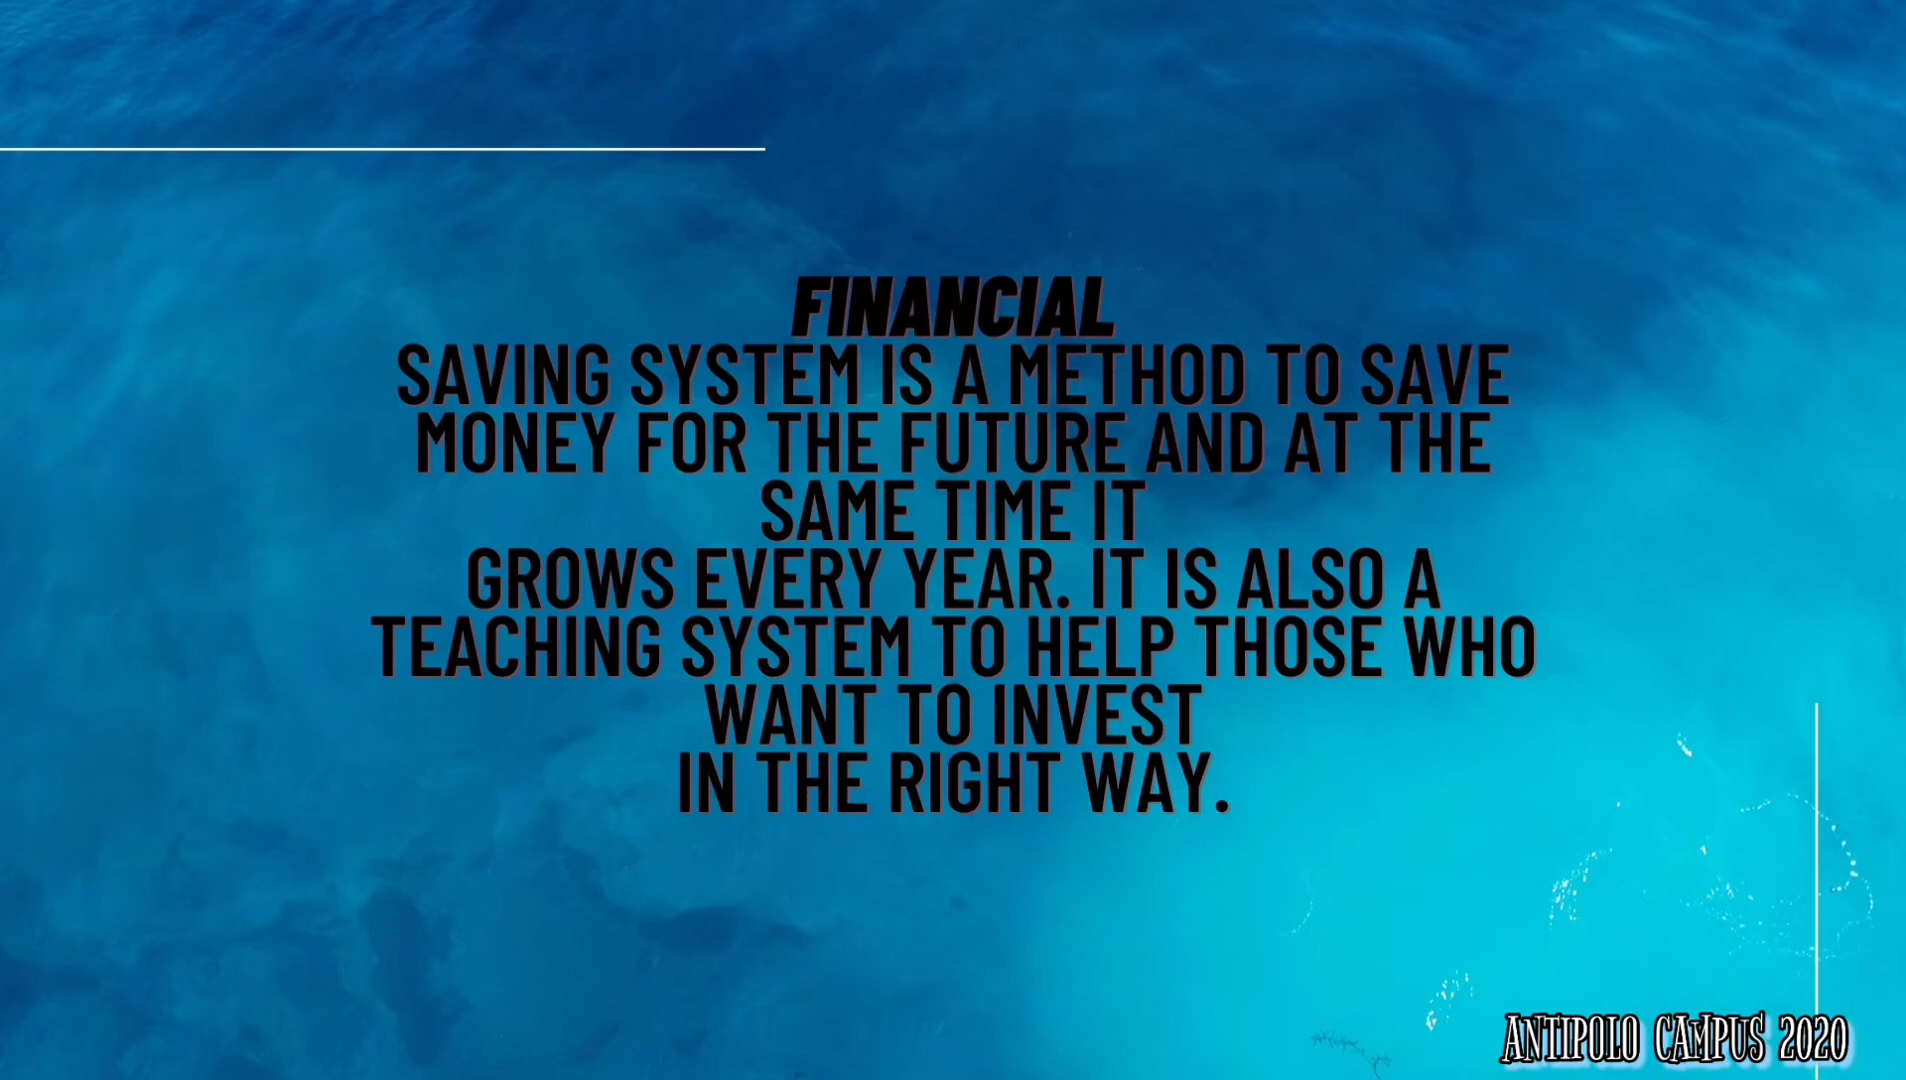 FINANCIAL
SAVING SYSTEM IS A METHOD TO SAVE
MONEY FOR THE FUTURE AND AT THE
SAME TIME IT
GROWS EVERY YEAR. IT IS ALSO A
TEACHING SYSTEM TO HELP THOSE WHO
WANT TO INVEST
IN THE RIGHT WAY.
ANTIPOLO CAMPUS 2020